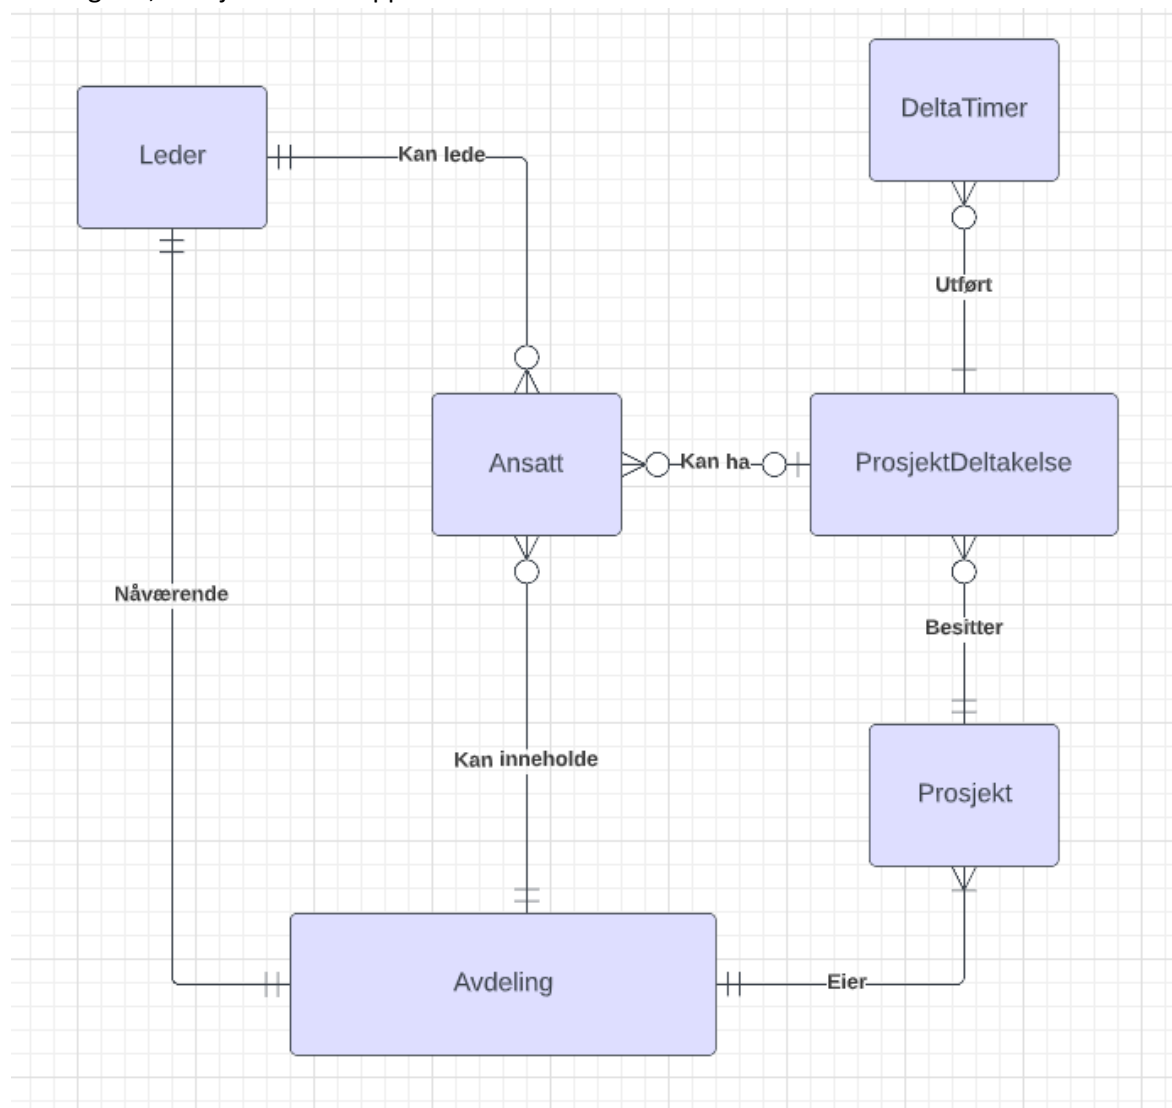 DeltaTimer
Leder
Kan lede
Utført
Ansatt
Kan ha
ProsjektDeltakelse
Nåværende
Besitter
Kan inneholde
Prosjekt
Avdeling
Eier